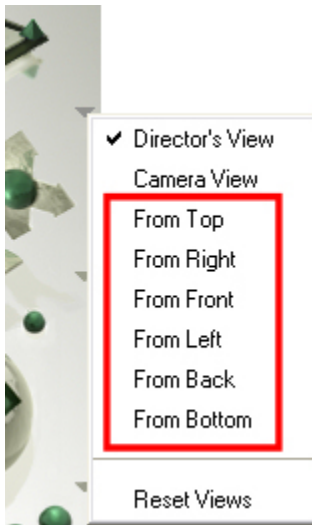 Director's View
Camera View
From Top
From Right
From Front
From Left
From Back
From Bottom
Reset Views